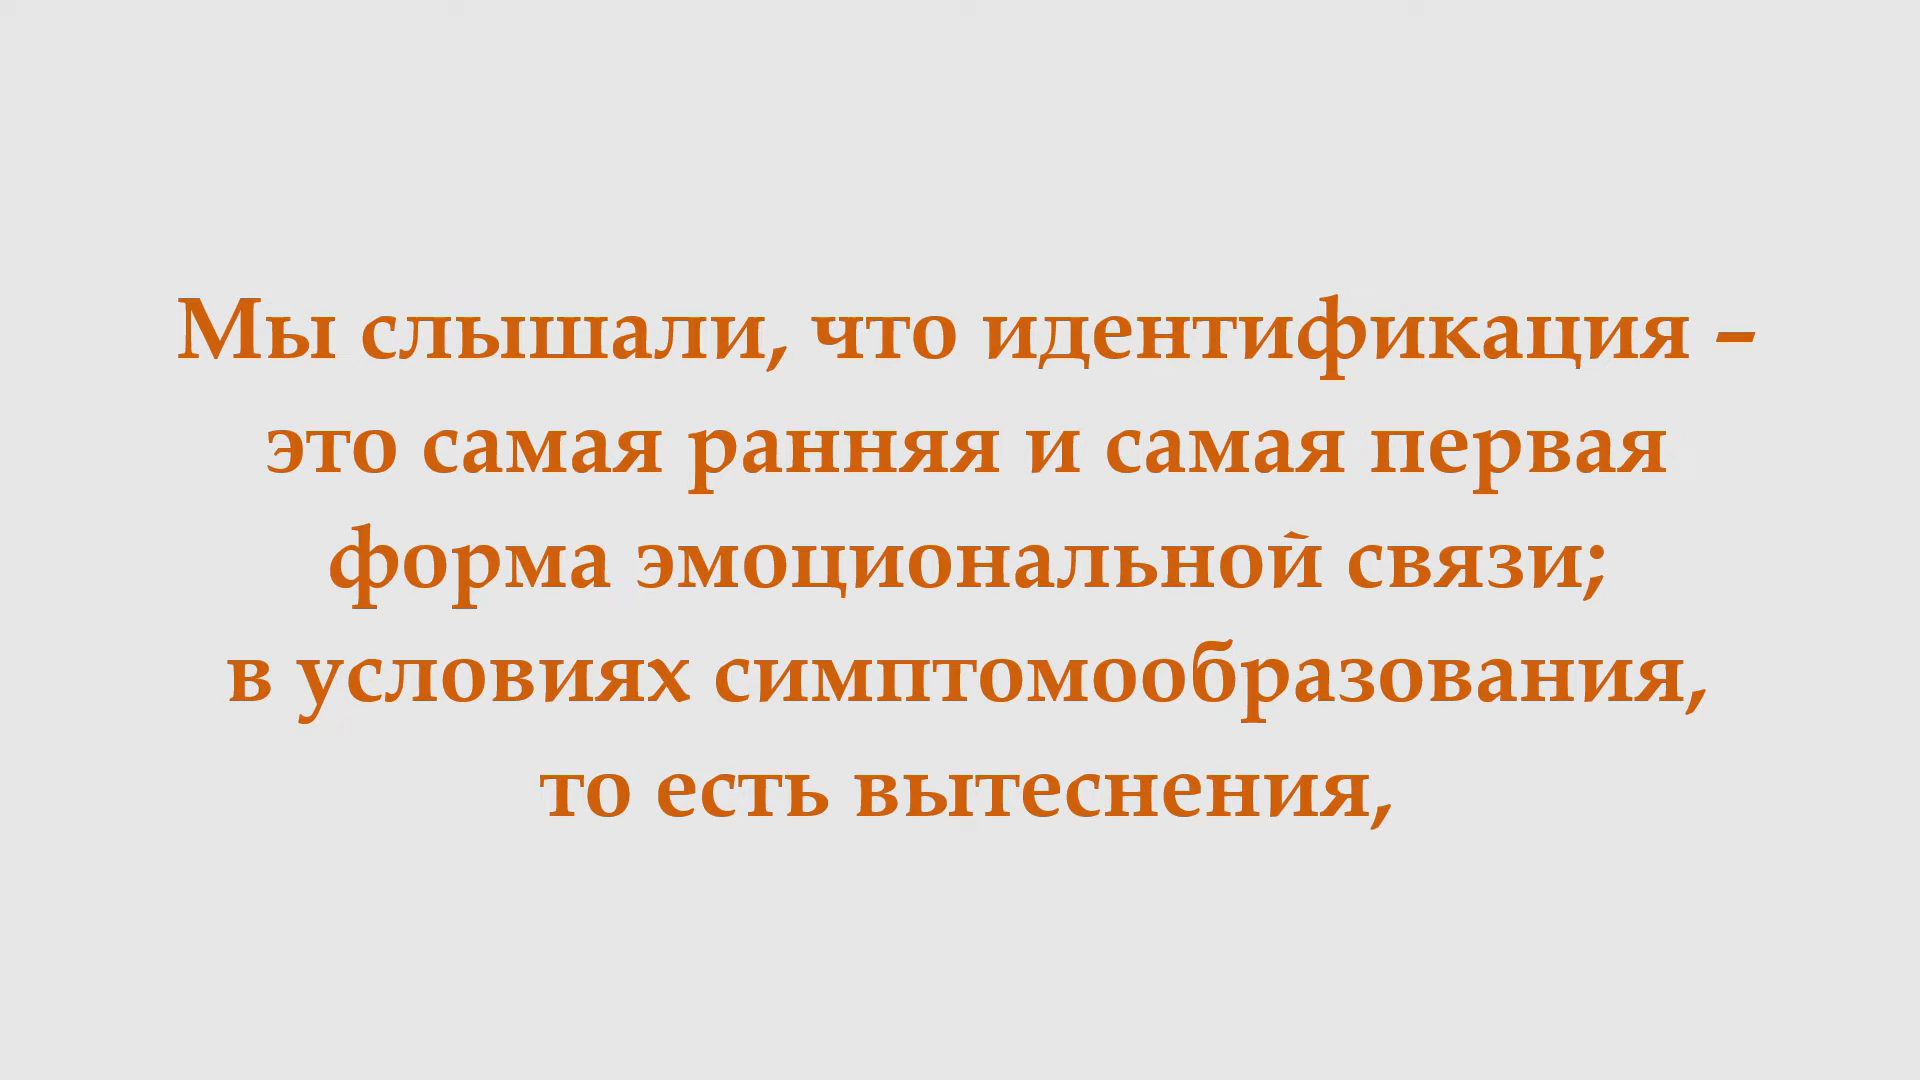 Мы слышали, что идентификация –
это самая ранняя и самая первая
форма эмоциональной связи;
в условиях симптомообразования,
то есть вытеснения,